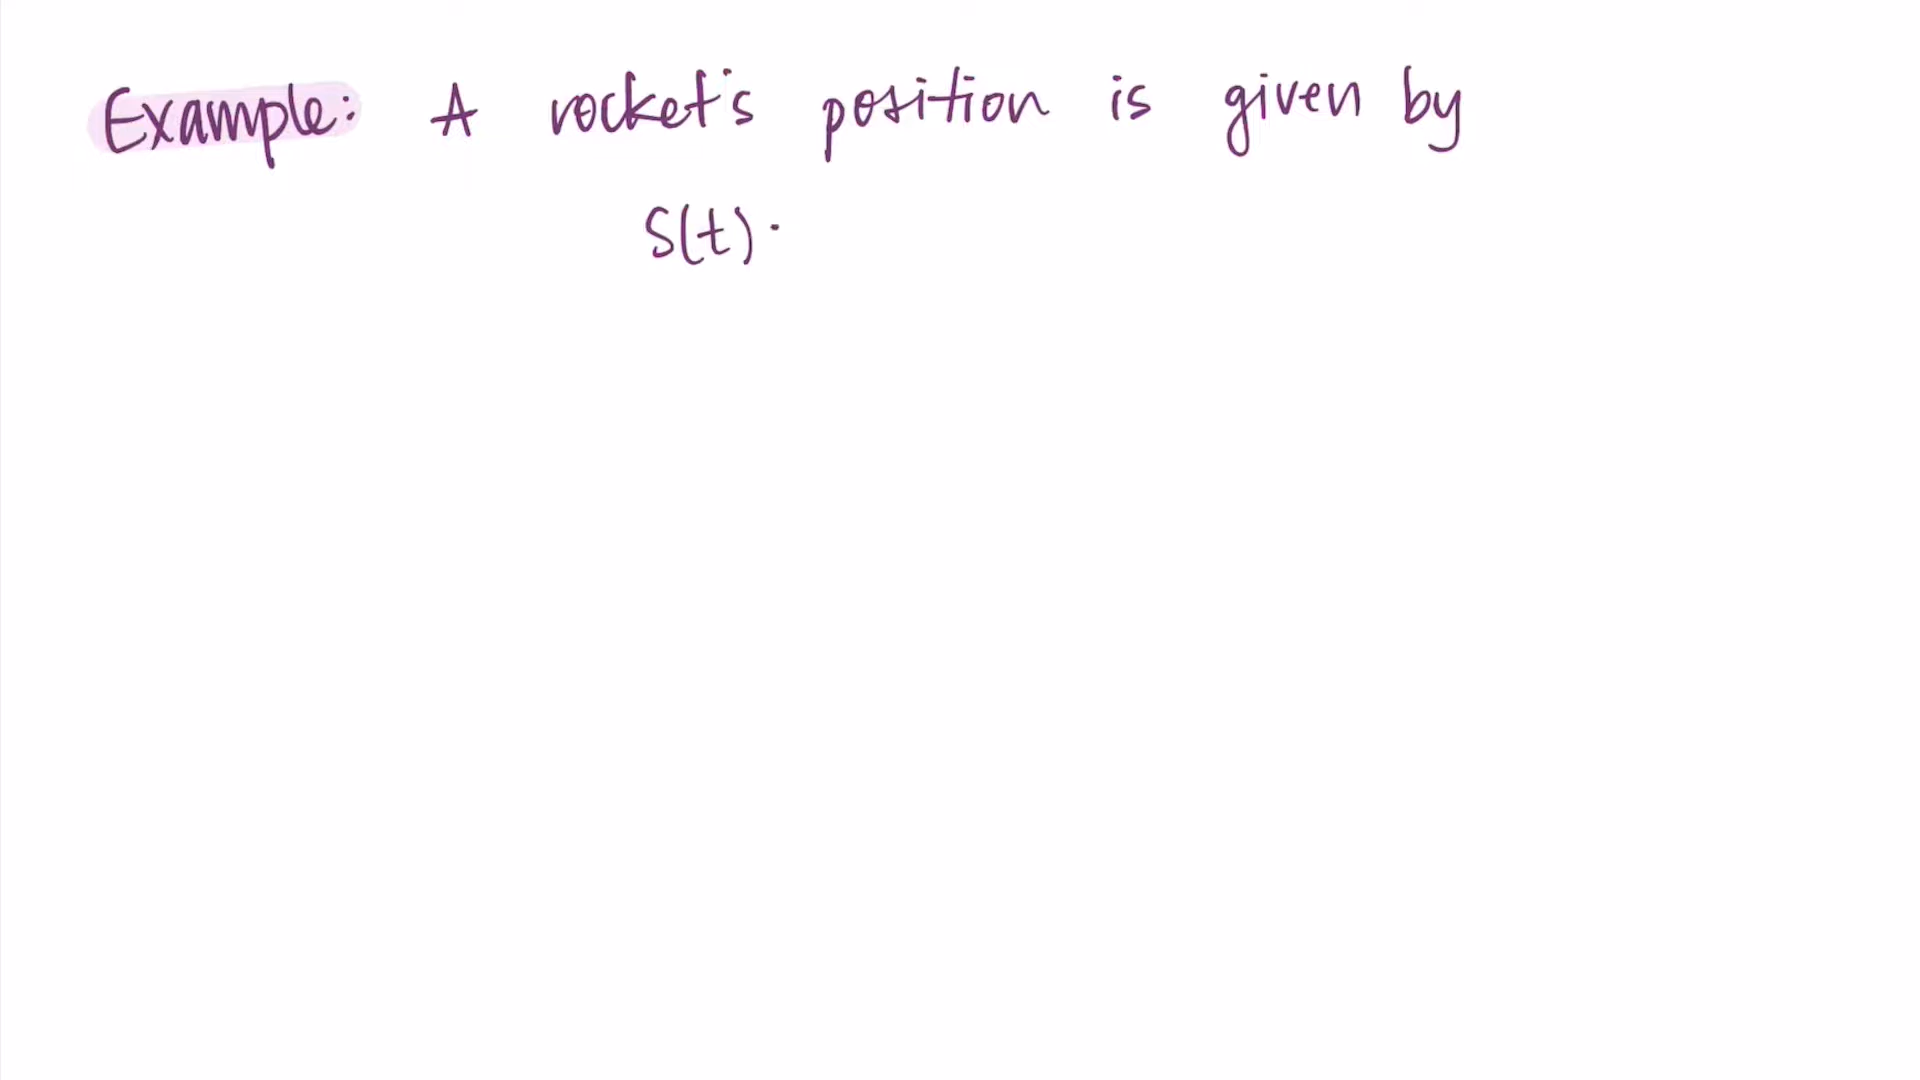 Example: A rocket's position is given by
S(t) ·